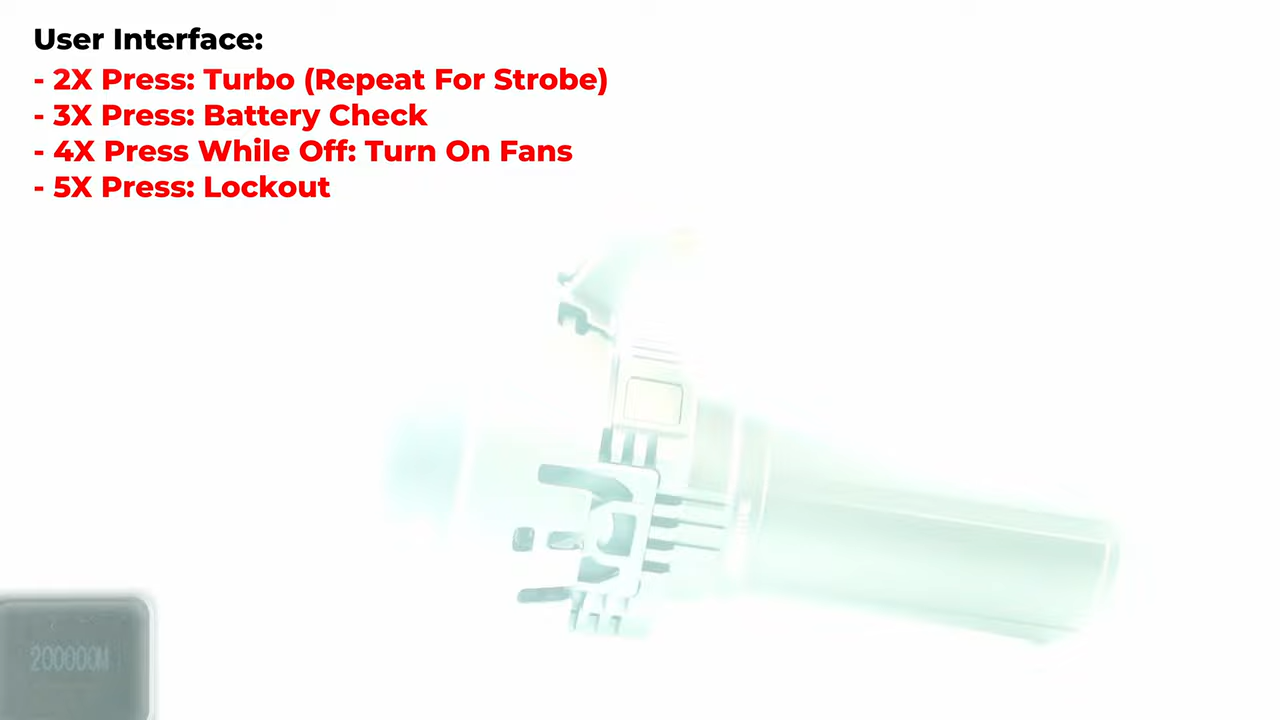 User Interface:
- 2X Press: Turbo (Repeat For Strobe)
- 3X Press: Battery Check
- 4X Press While Off: Turn On Fans
- 5X Press: Lockout
200000M